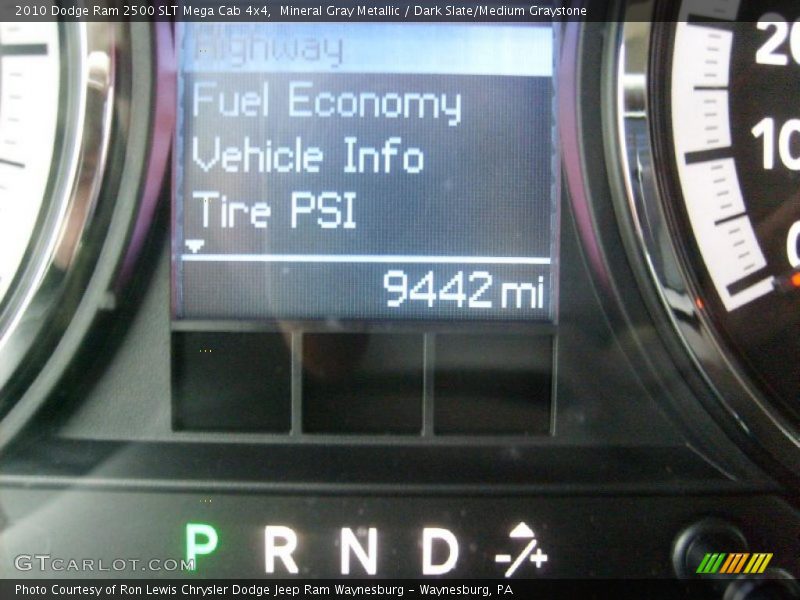 2010 Dodge Ram 2500 SLT Mega Cab 4x4, Mineral Gray Metallic / Dark Slate/Medium Graystone
Highway
Fuel Economy
Vehicle Info
Tire PSI
9442 mi
20
10
0
P R N D -/+
GTCARLOT.COM
Photo Courtesy of Ron Lewis Chrysler Dodge Jeep Ram Waynesburg - Waynesburg, PA